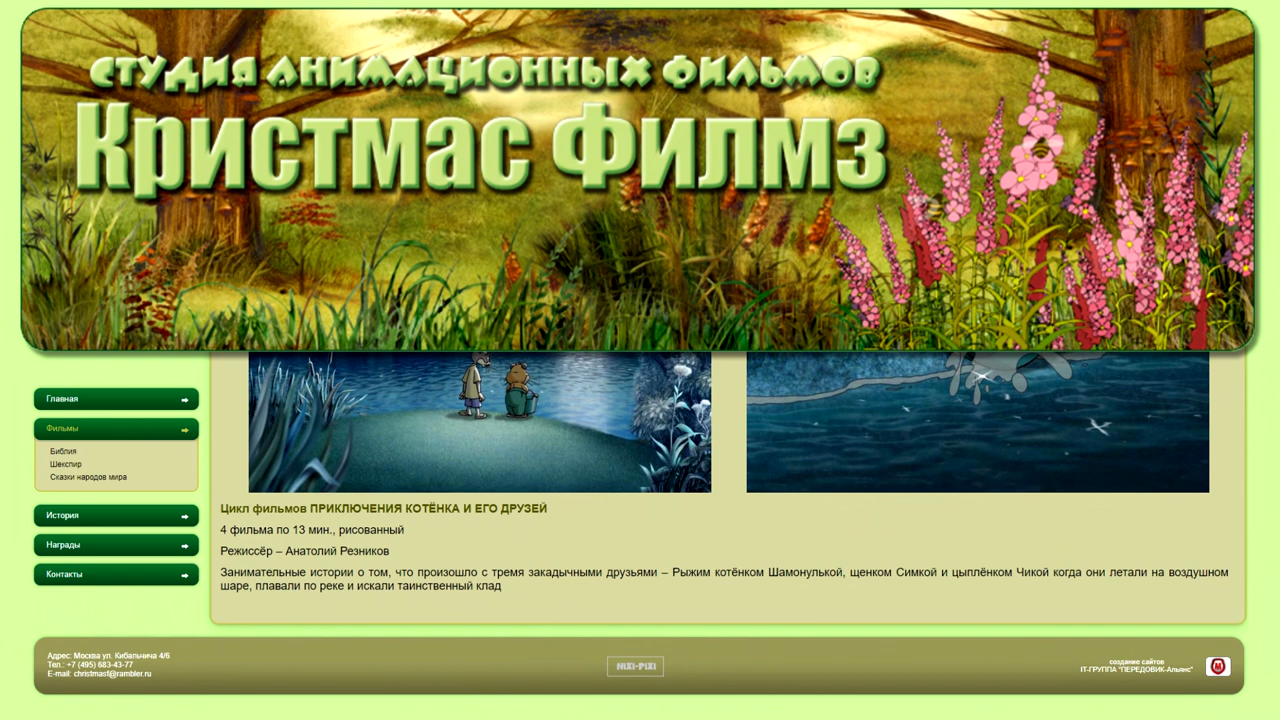 студия анимационных фильмов
Кристмас Филмз
Главная
Фильмы
Библия
Шекспир
Сказки народов мира
История
Награды
Контакты
Цикл фильмов ПРИКЛЮЧЕНИЯ КОТЁНКА И ЕГО ДРУЗЕЙ
4 фильма по 13 мин., рисованный
Режиссёр – Анатолий Резников
Занимательные истории о том, что произошло с тремя закадычными друзьями – Рыжим котёнком Шамонулькой, щенком Симкой и цыплёнком Чикой когда они летали на воздушном
шаре, плавали по реке и искали таинственный клад
Адрес: Москва ул. Кибальчича 4/6
Тел.: +7 (495) 683-43-77
E-mail: christmasf@rambler.ru
NIXI-PIXI
создание сайтов
IT-ГРУППА "ПЕРЕДОВИК-Альянс"